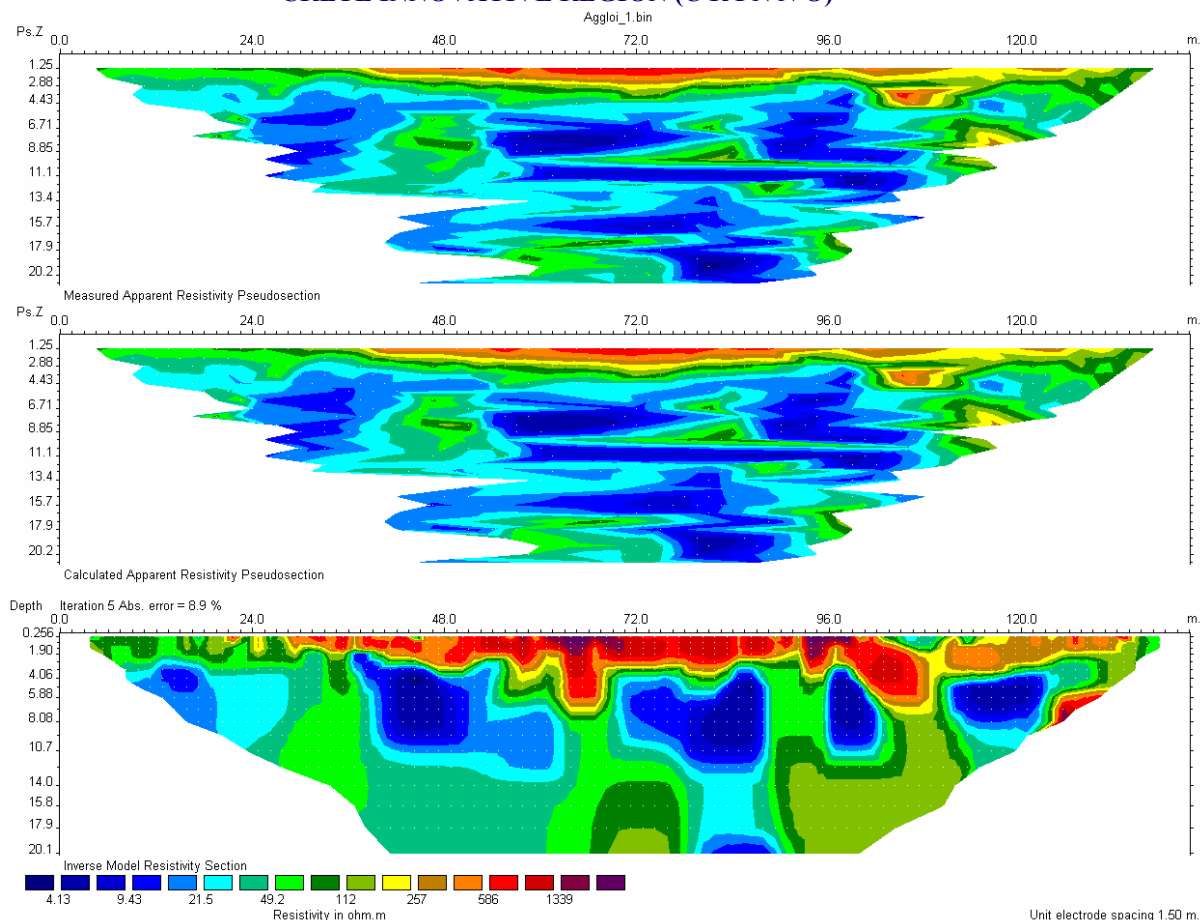 CRETE INNOVATIVE REGION
Aggloi_1.bin
Ps.Z 0.0 24.0 48.0 72.0 96.0 120.0 m.
1.25
2.88
4.43
6.71
8.85
11.1
13.4
15.7
17.9
20.2
Measured Apparent Resistivity Pseudosection
Ps.Z 0.0 24.0 48.0 72.0 96.0 120.0 m.
1.25
2.88
4.43
6.71
8.85
11.1
13.4
15.7
17.9
20.2
Calculated Apparent Resistivity Pseudosection
Depth Iteration 5 Abs. error = 8.9 %
0.0 24.0 48.0 72.0 96.0 120.0 m.
0.256
1.90
4.06
5.88
8.08
10.7
14.0
15.8
17.9
20.1
Inverse Model Resistivity Section
4.13 9.43 21.5 49.2 112 257 586 1339
Resistivity in ohm.m Unit electrode spacing 1.50 m.